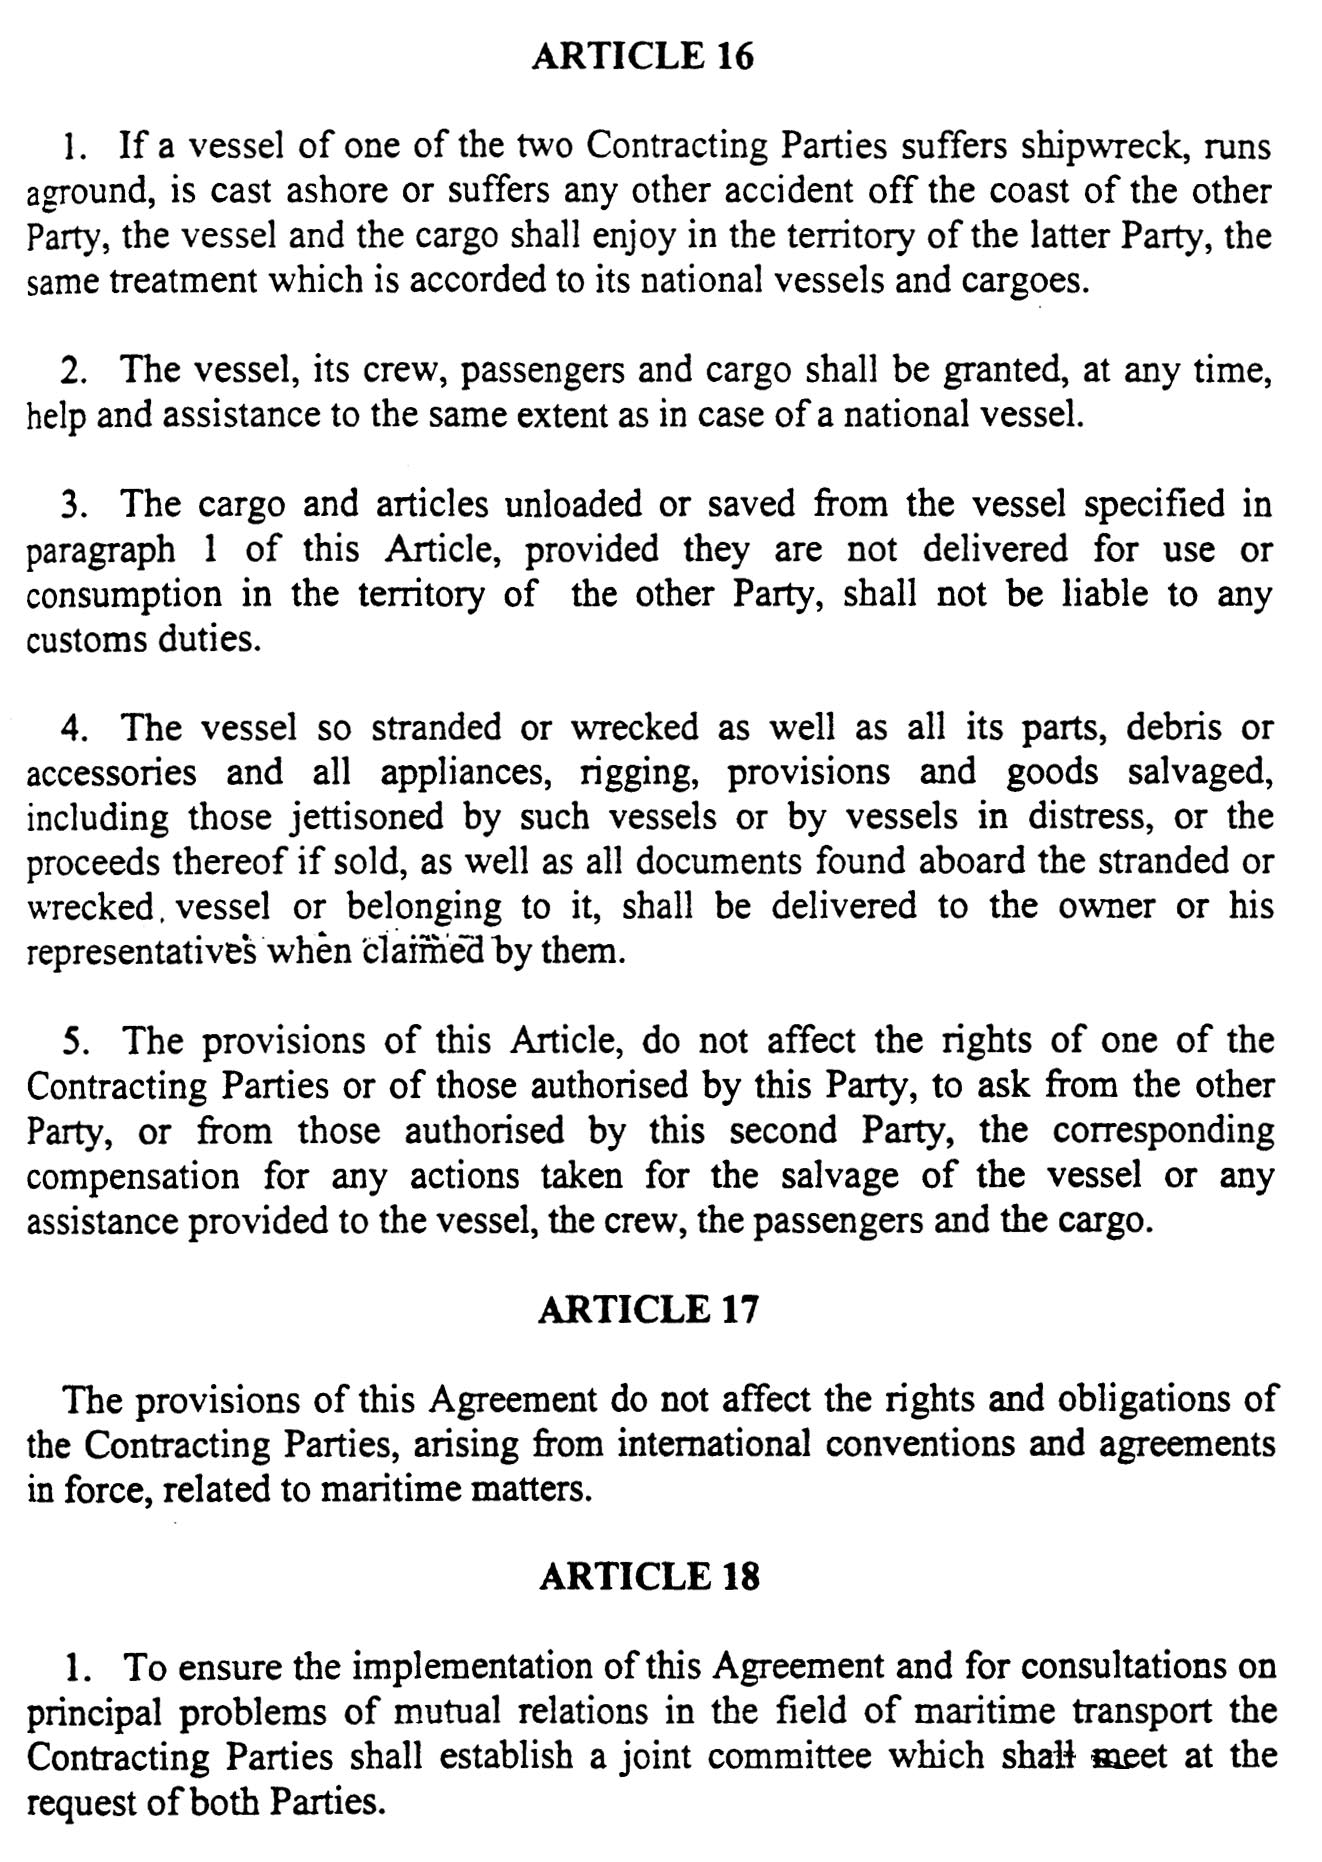 ARTICLE 16
1. If a vessel of one of the two Contracting Parties suffers shipwreck, runs
aground, is cast ashore or suffers any other accident off the coast of the other
Party, the vessel and the cargo shall enjoy in the territory of the latter Party, the
same treatment which is accorded to its national vessels and cargoes.
2. The vessel, its crew, passengers and cargo shall be granted, at any time,
help and assistance to the same extent as in case of a national vessel.
3. The cargo and articles unloaded or saved from the vessel specified in
paragraph 1 of this Article, provided they are not delivered for use or
consumption in the territory of the other Party, shall not be liable to any
customs duties.
4. The vessel so stranded or wrecked as well as all its parts, debris or
accessories and all appliances, rigging, provisions and goods salvaged,
including those jettisoned by such vessels or by vessels in distress, or the
proceeds thereof if sold, as well as all documents found aboard the stranded or
wrecked vessel or belonging to it, shall be delivered to the owner or his
representatives when claimed by them.
5. The provisions of this Article, do not affect the rights of one of the
Contracting Parties or of those authorised by this Party, to ask from the other
Party, or from those authorised by this second Party, the corresponding
compensation for any actions taken for the salvage of the vessel or any
assistance provided to the vessel, the crew, the passengers and the cargo.
ARTICLE 17
The provisions of this Agreement do not affect the rights and obligations of
the Contracting Parties, arising from international conventions and agreements
in force, related to maritime matters.
ARTICLE 18
1. To ensure the implementation of this Agreement and for consultations on
principal problems of mutual relations in the field of maritime transport the
Contracting Parties shall establish a joint committee which shall meet at the
request of both Parties.